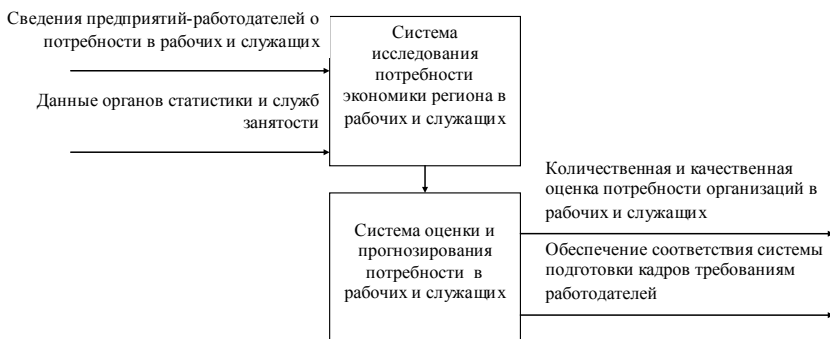 Сведения предприятий-работодателей о
потребности в рабочих и служащих
Данные органов статистики и служб
занятости
Система
исследования
потребности
экономики региона в
рабочих и служащих
Система оценки и
прогнозирования
потребности в
рабочих и служащих
Количественная и качественная
оценка потребности организаций в
рабочих и служащих
Обеспечение соответствия системы
подготовки кадров требованиям
работодателей